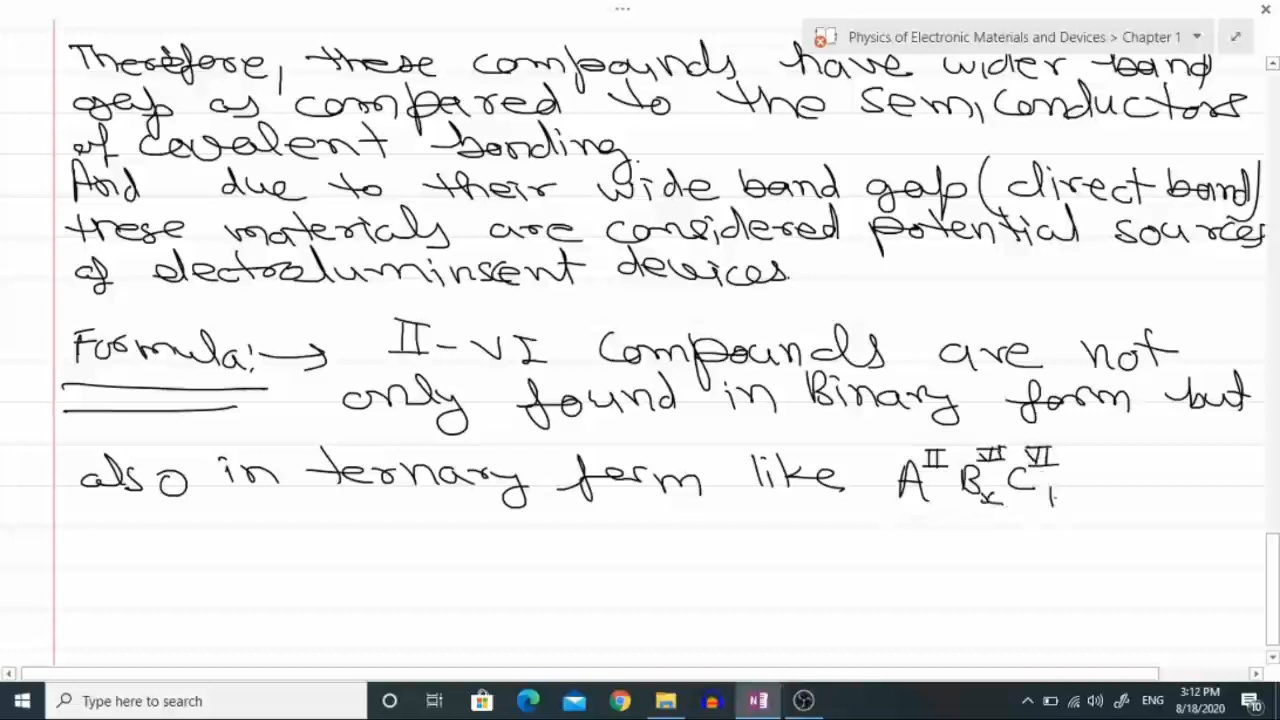 Physics of Electronic Materials and Devices > Chapter 1
Therefore, these compounds have wider band
gap as compared to the semiconductors
of covalent bonding.
And due to their wide band gap (direct band)
these materials are considered potential sources
of electroluminscent devices.
Formula:→ II-VI compounds are not
only found in Binary form but
also in ternary form like A^II B_x^VI C_1^VI
Type here to search
ENG
3:12 PM
8/18/2020
10